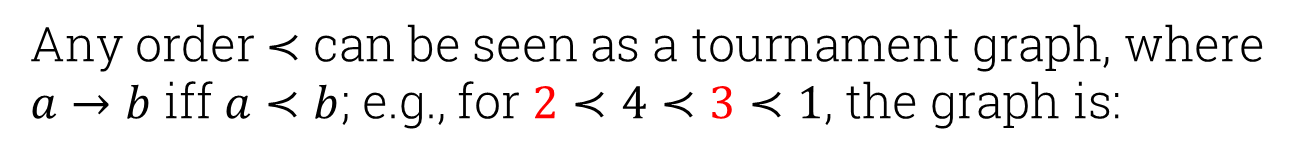 Any order ≺ can be seen as a tournament graph, where
a → b iff a ≺ b; e.g., for 2 ≺ 4 ≺ 3 ≺ 1, the graph is: